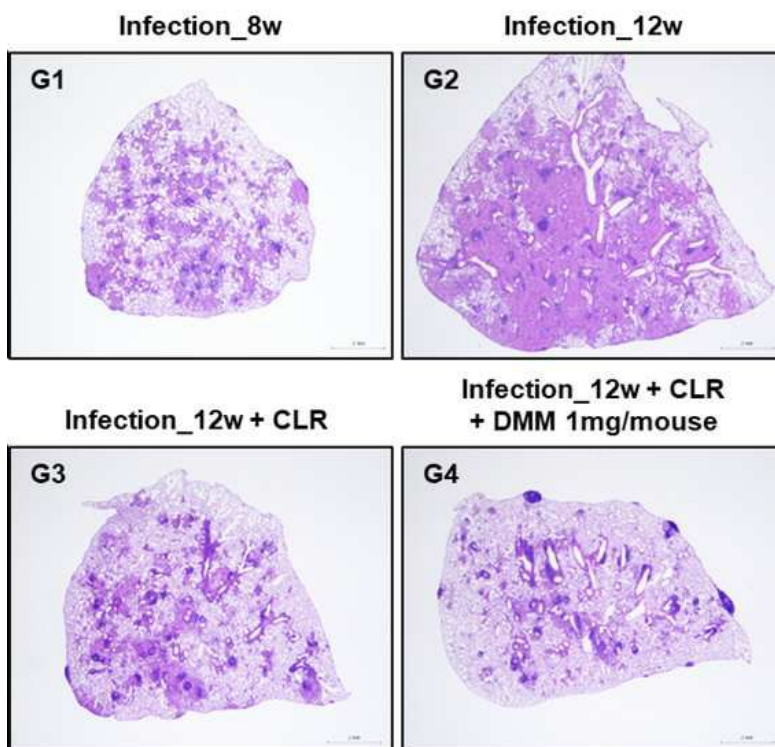 Infection_8w
Infection_12w
G1
G2
Infection_12w + CLR
Infection_12w + CLR
+ DMM 1mg/mouse
G3
G4